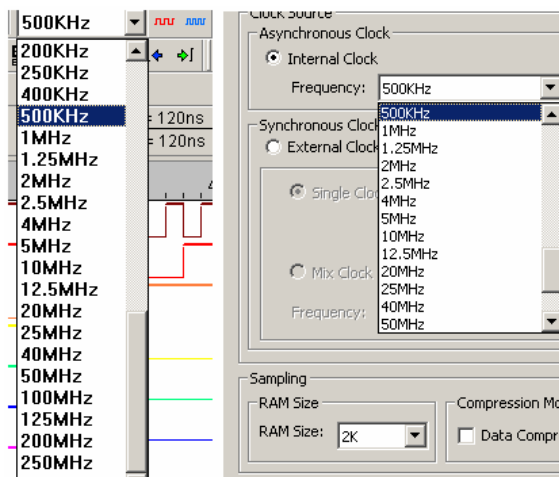 500KHz
200KHz
250KHz
400KHz
500KHz
1MHz
1.25MHz
2MHz
2.5MHz
4MHz
5MHz
10MHz
12.5MHz
20MHz
25MHz
40MHz
50MHz
100MHz
125MHz
200MHz
250MHz
= 120ns
= 120ns
Clock Source
Asynchronous Clock
Internal Clock
Frequency: 500KHz
500KHz
1MHz
1.25MHz
2MHz
2.5MHz
4MHz
5MHz
10MHz
12.5MHz
20MHz
25MHz
40MHz
50MHz
Synchronous Clock
External Clock
Single Clo
Mix Clock
Frequency:
Sampling
RAM Size
RAM Size: 2K
Compression Mo
Data Compr